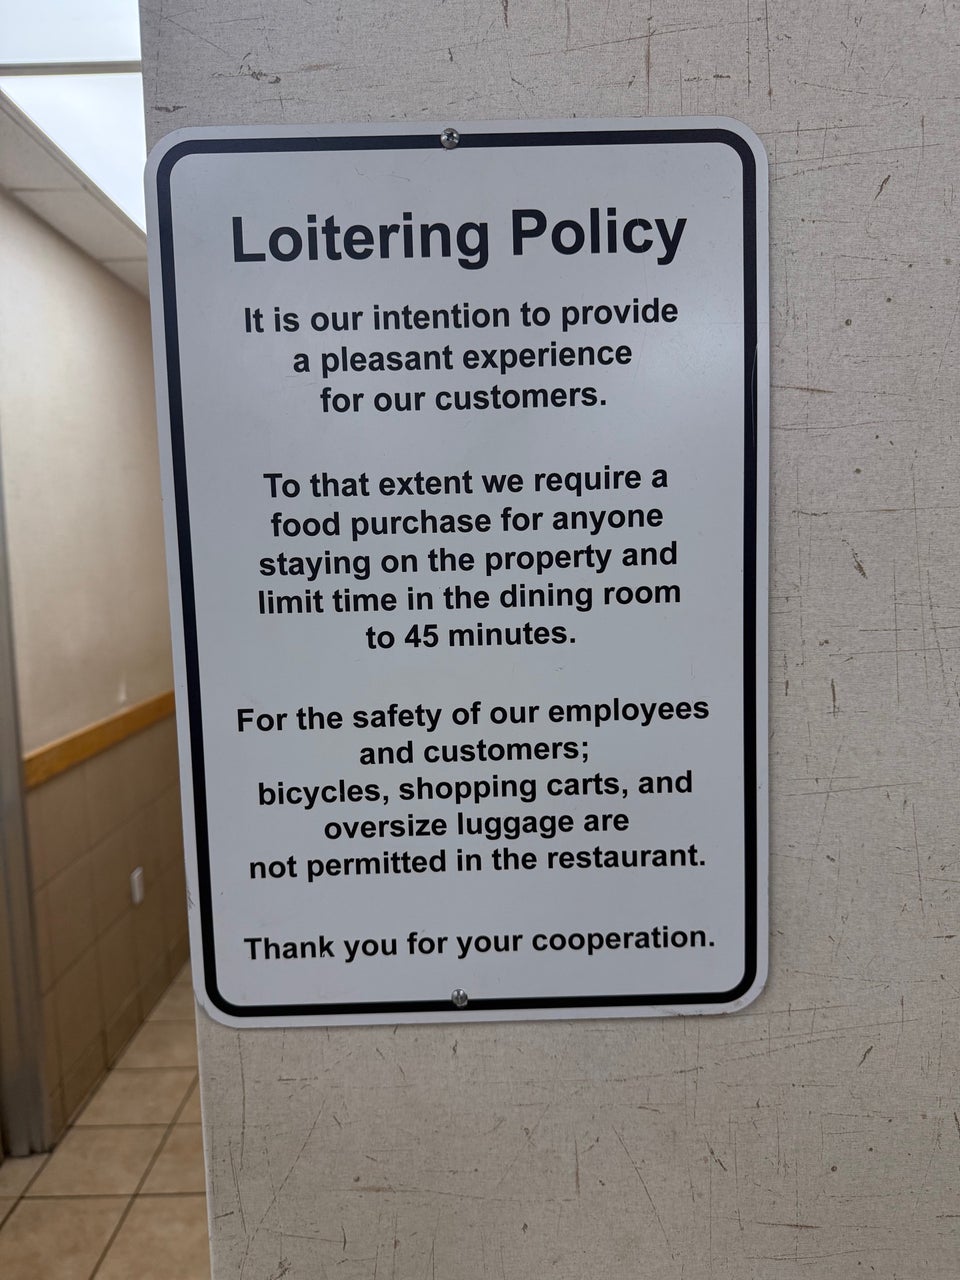 Loitering Policy
It is our intention to provide
a pleasant experience
for our customers.
To that extent we require a
food purchase for anyone
staying on the property and
limit time in the dining room
to 45 minutes.
For the safety of our employees
and customers;
bicycles, shopping carts, and
oversize luggage are
not permitted in the restaurant.
Thank you for your cooperation.